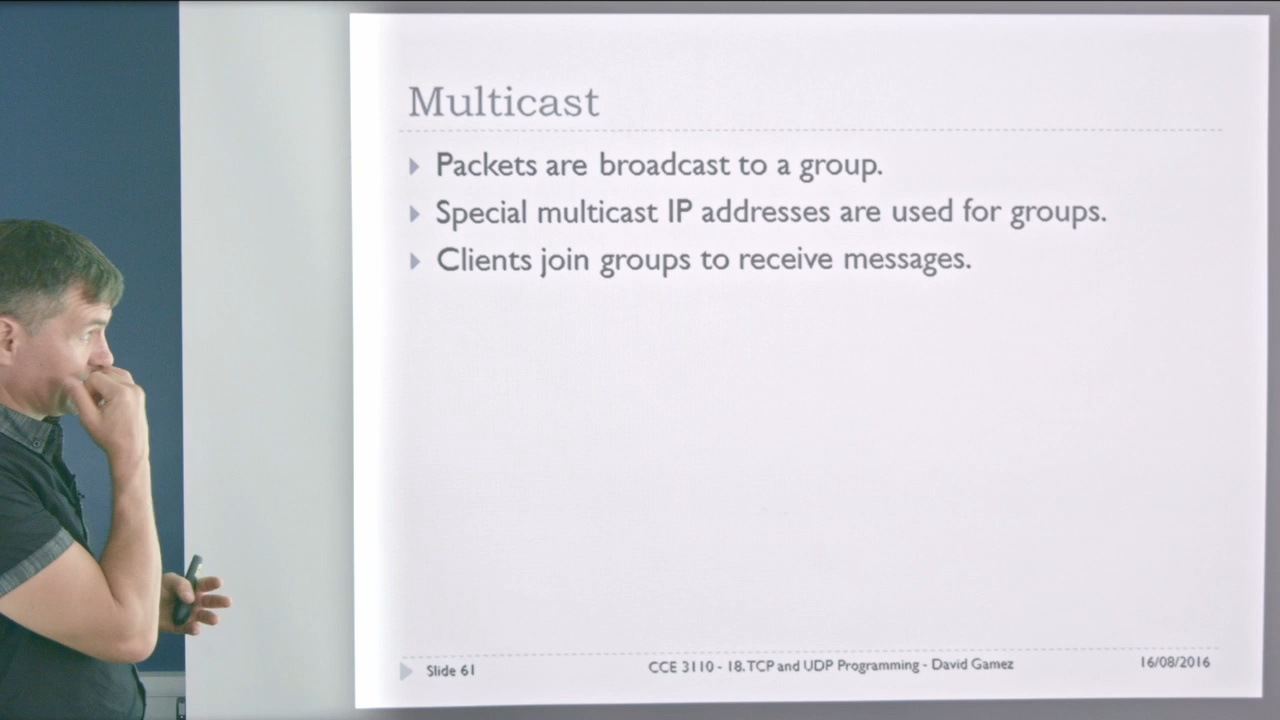 Multicast
Packets are broadcast to a group.
Special multicast IP addresses are used for groups.
Clients join groups to receive messages.
Slide 61
CCE 3110 - 18. TCP and UDP Programming - David Gamez
16/08/2016